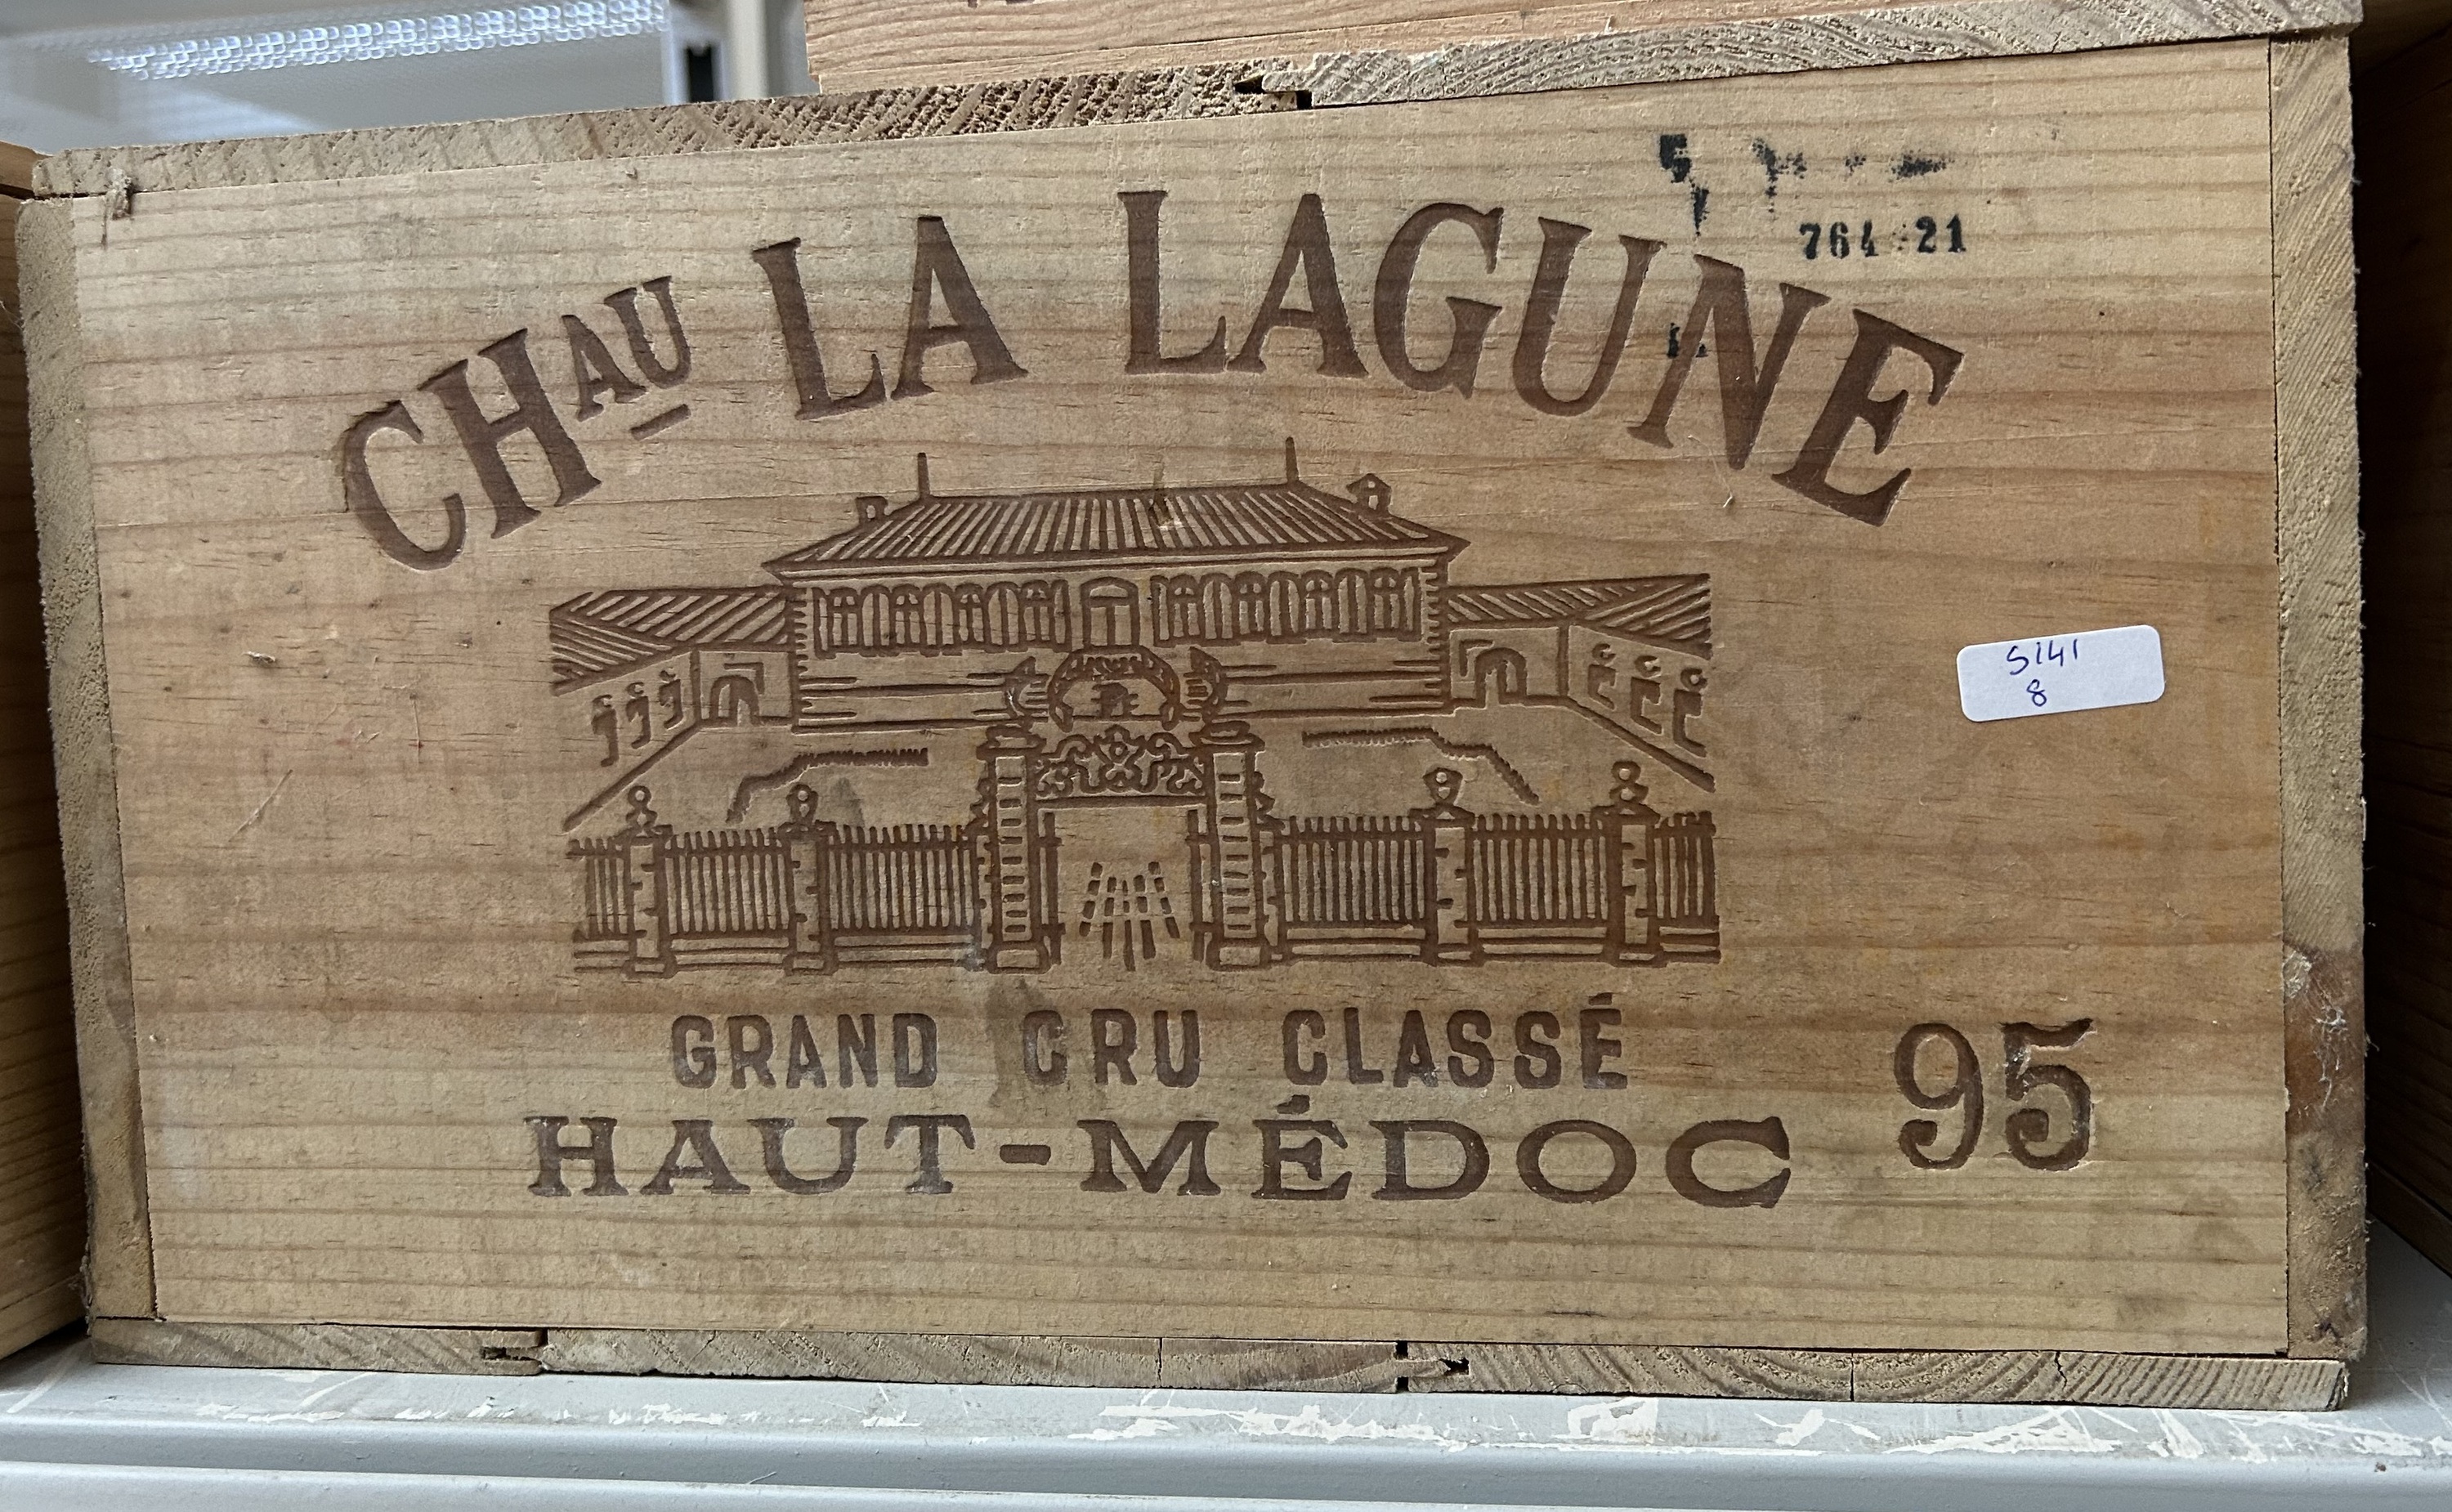 764 21
CHAU LA LAGUNE
5141
8
GRAND CRU CLASSÉ
HAUT-MÉDOC
95